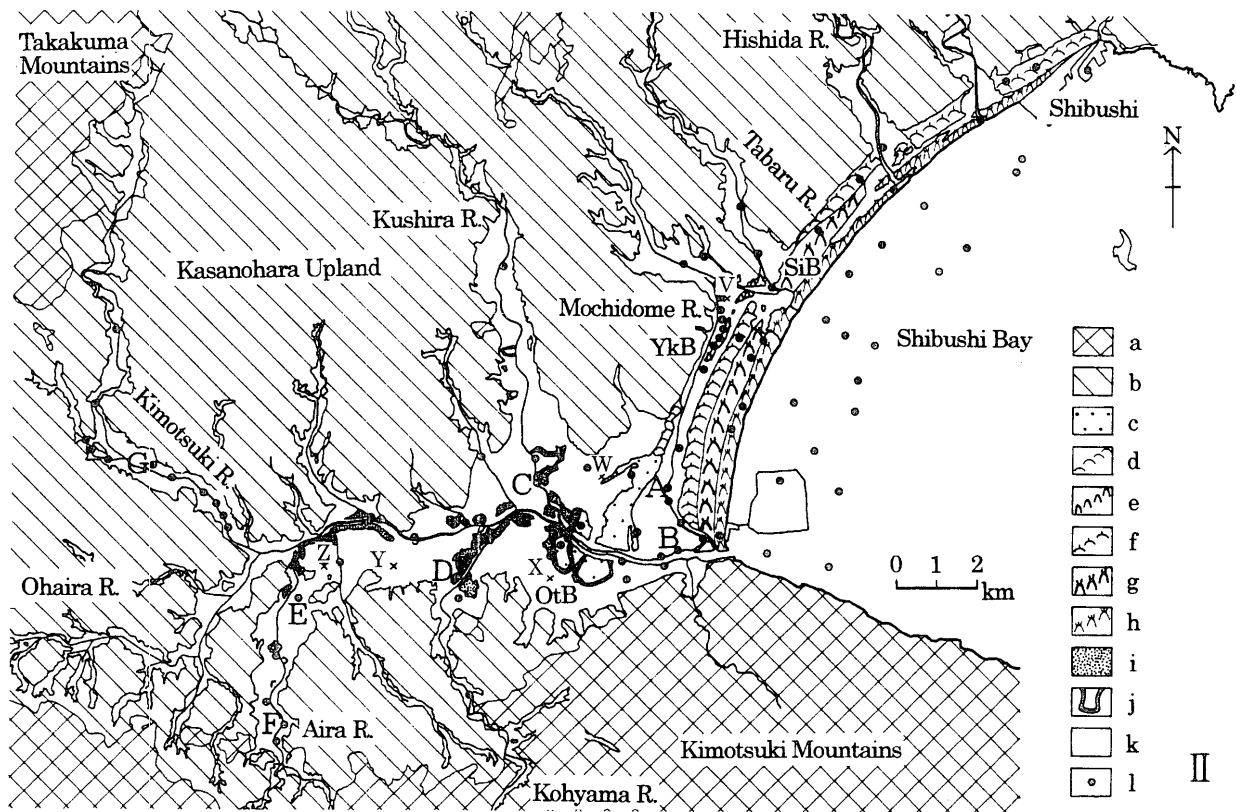 Takakuma
Mountains
Hishida R.
Shibushi
N
Tabaru R.
Kushira R.
Kasanohara Upland
SiB
V
Mochidome R.
YkB
Shibushi Bay
a
b
c
d
e
f
g
h
i
j
k
l
Kimotsuki R.
G
W
C
A
B
Z
Y
D
X
OtB
E
Ohaira R.
0 1 2
km
F
Aira R.
Kimotsuki Mountains
Kohyama R.
II